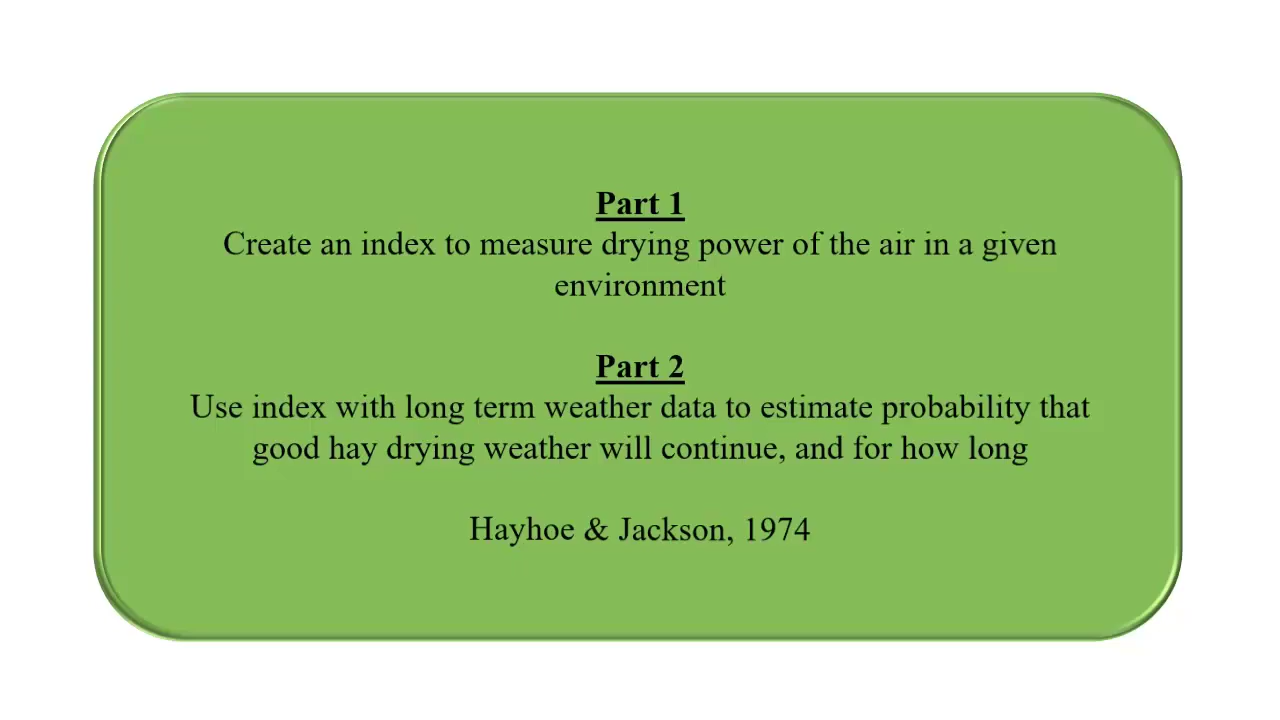 Part 1
Create an index to measure drying power of the air in a given
environment
Part 2
Use index with long term weather data to estimate probability that
good hay drying weather will continue, and for how long
Hayhoe & Jackson, 1974